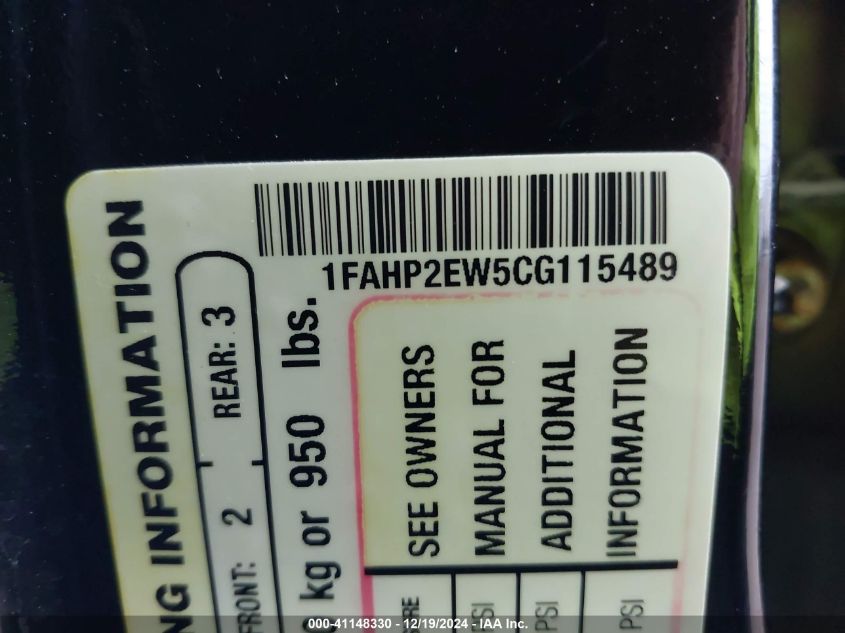 1FAHP2EW5CG115489
NG INFORMATION
FRONT: 2 REAR: 3
kg or 950 lbs.
SEE OWNERS
MANUAL FOR
ADDITIONAL
INFORMATION
PSI
PSI
000-41148330 - 12/19/2024 - IAA Inc.